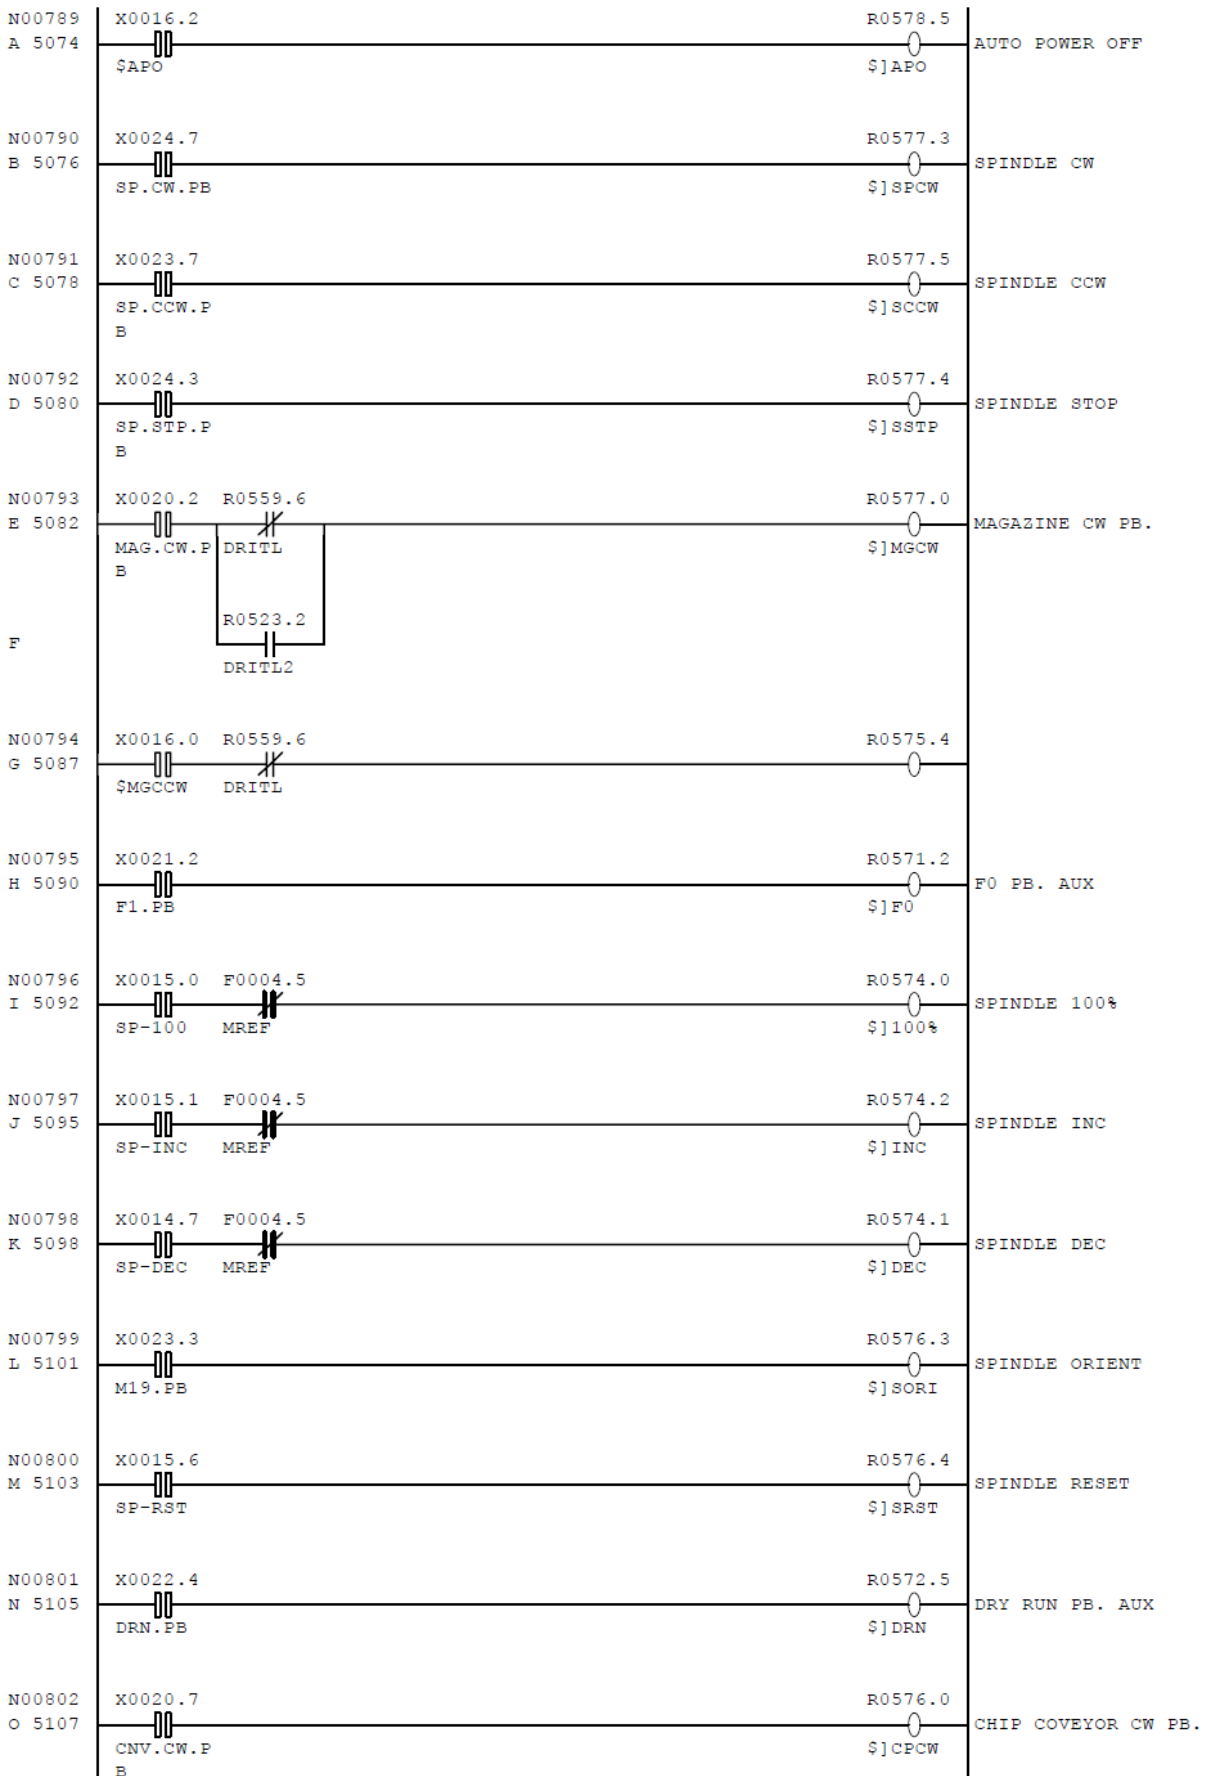 N00789 X0016.2 R0578.5
A 5074 AUTO POWER OFF
$APO $]APO
N00790 X0024.7 R0577.3
B 5076 SPINDLE CW
SP.CW.PB $]SPCW
N00791 X0023.7 R0577.5
C 5078 SPINDLE CCW
SP.CCW.P $]SCCW
B
N00792 X0024.3 R0577.4
D 5080 SPINDLE STOP
SP.STP.P $]SSTP
B
N00793 X0020.2 R0559.6 R0577.0
E 5082 MAGAZINE CW PB.
MAG.CW.P DRITL $]MGCW
B
R0523.2
F
DRITL2
N00794 X0016.0 R0559.6 R0575.4
G 5087
$MGCCW DRITL
N00795 X0021.2 R0571.2
H 5090 F0 PB. AUX
F1.PB $]F0
N00796 X0015.0 F0004.5 R0574.0
I 5092 SPINDLE 100%
SP-100 MREF $]100%
N00797 X0015.1 F0004.5 R0574.2
J 5095 SPINDLE INC
SP-INC MREF $]INC
N00798 X0014.7 F0004.5 R0574.1
K 5098 SPINDLE DEC
SP-DEC MREF $]DEC
N00799 X0023.3 R0576.3
L 5101 SPINDLE ORIENT
M19.PB $]SORI
N00800 X0015.6 R0576.4
M 5103 SPINDLE RESET
SP-RST $]SRST
N00801 X0022.4 R0572.5
N 5105 DRY RUN PB. AUX
DRN.PB $]DRN
N00802 X0020.7 R0576.0
O 5107 CHIP COVEYOR CW PB.
CNV.CW.P $]CPCW
B